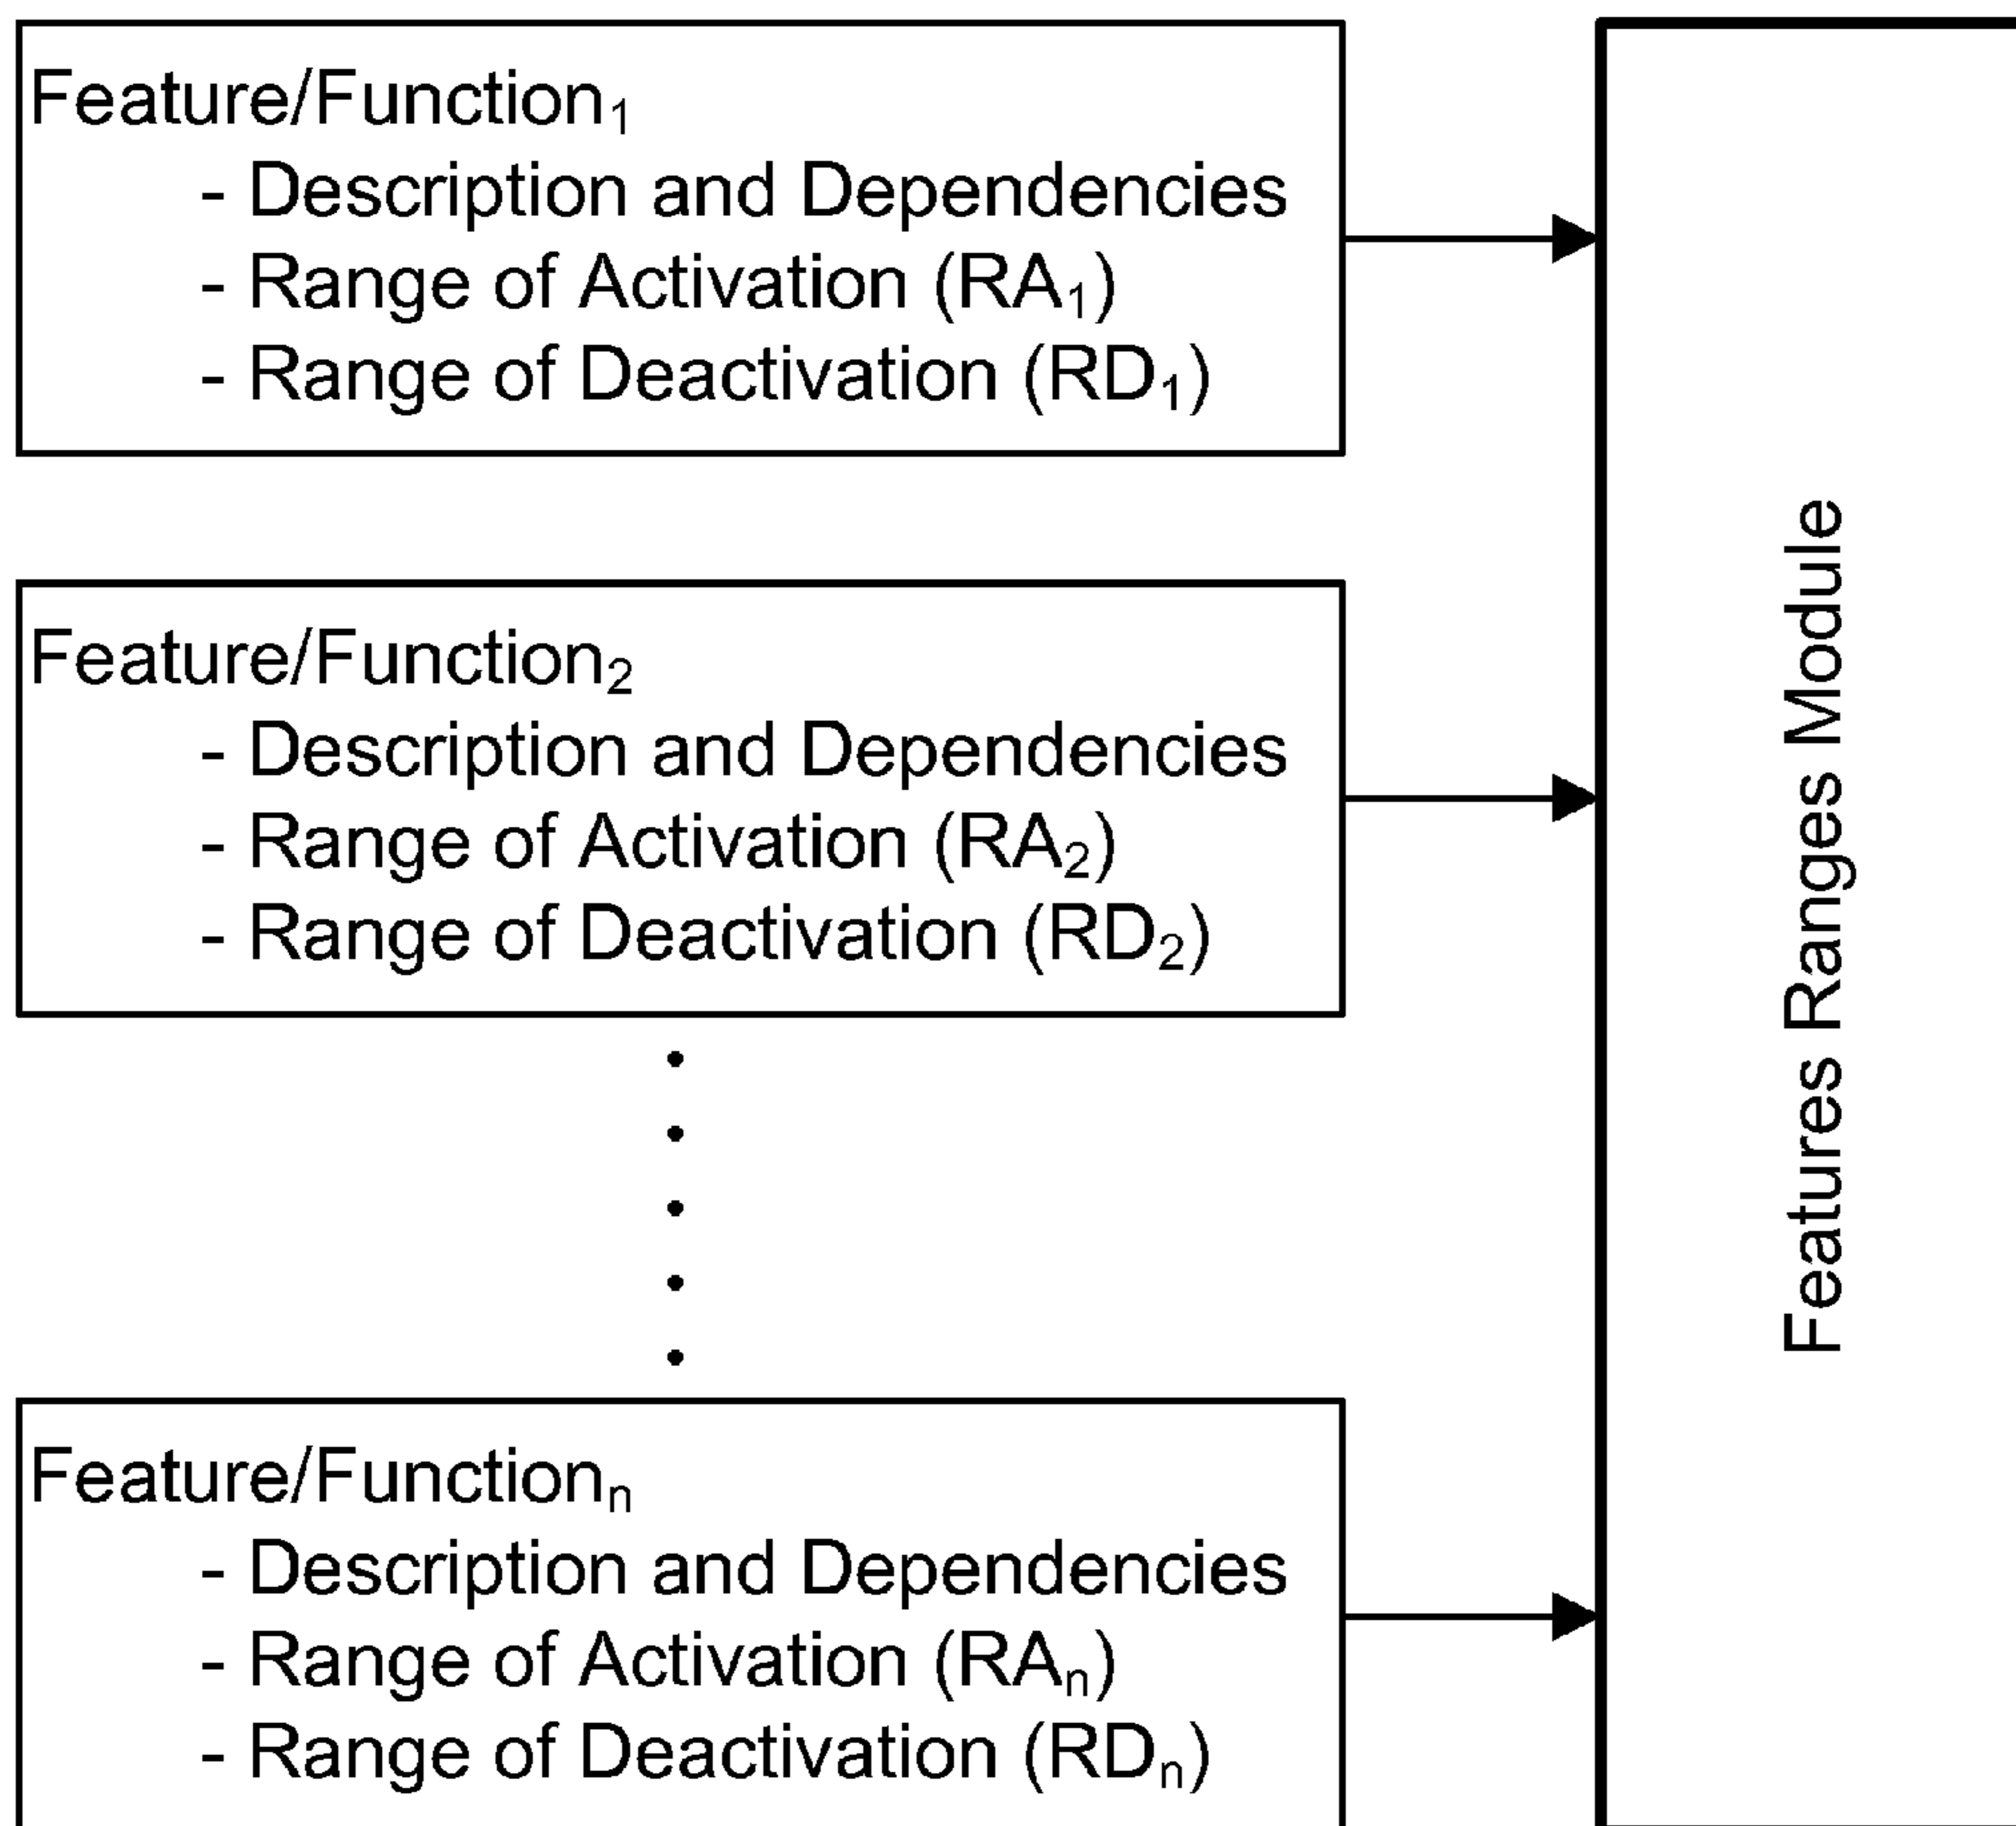 Feature/Function₁
- Description and Dependencies
- Range of Activation (RA₁)
- Range of Deactivation (RD₁)
Feature/Function₂
- Description and Dependencies
- Range of Activation (RA₂)
- Range of Deactivation (RD₂)
Feature/Functionₙ
- Description and Dependencies
- Range of Activation (RAₙ)
- Range of Deactivation (RDₙ)
Features Ranges Module